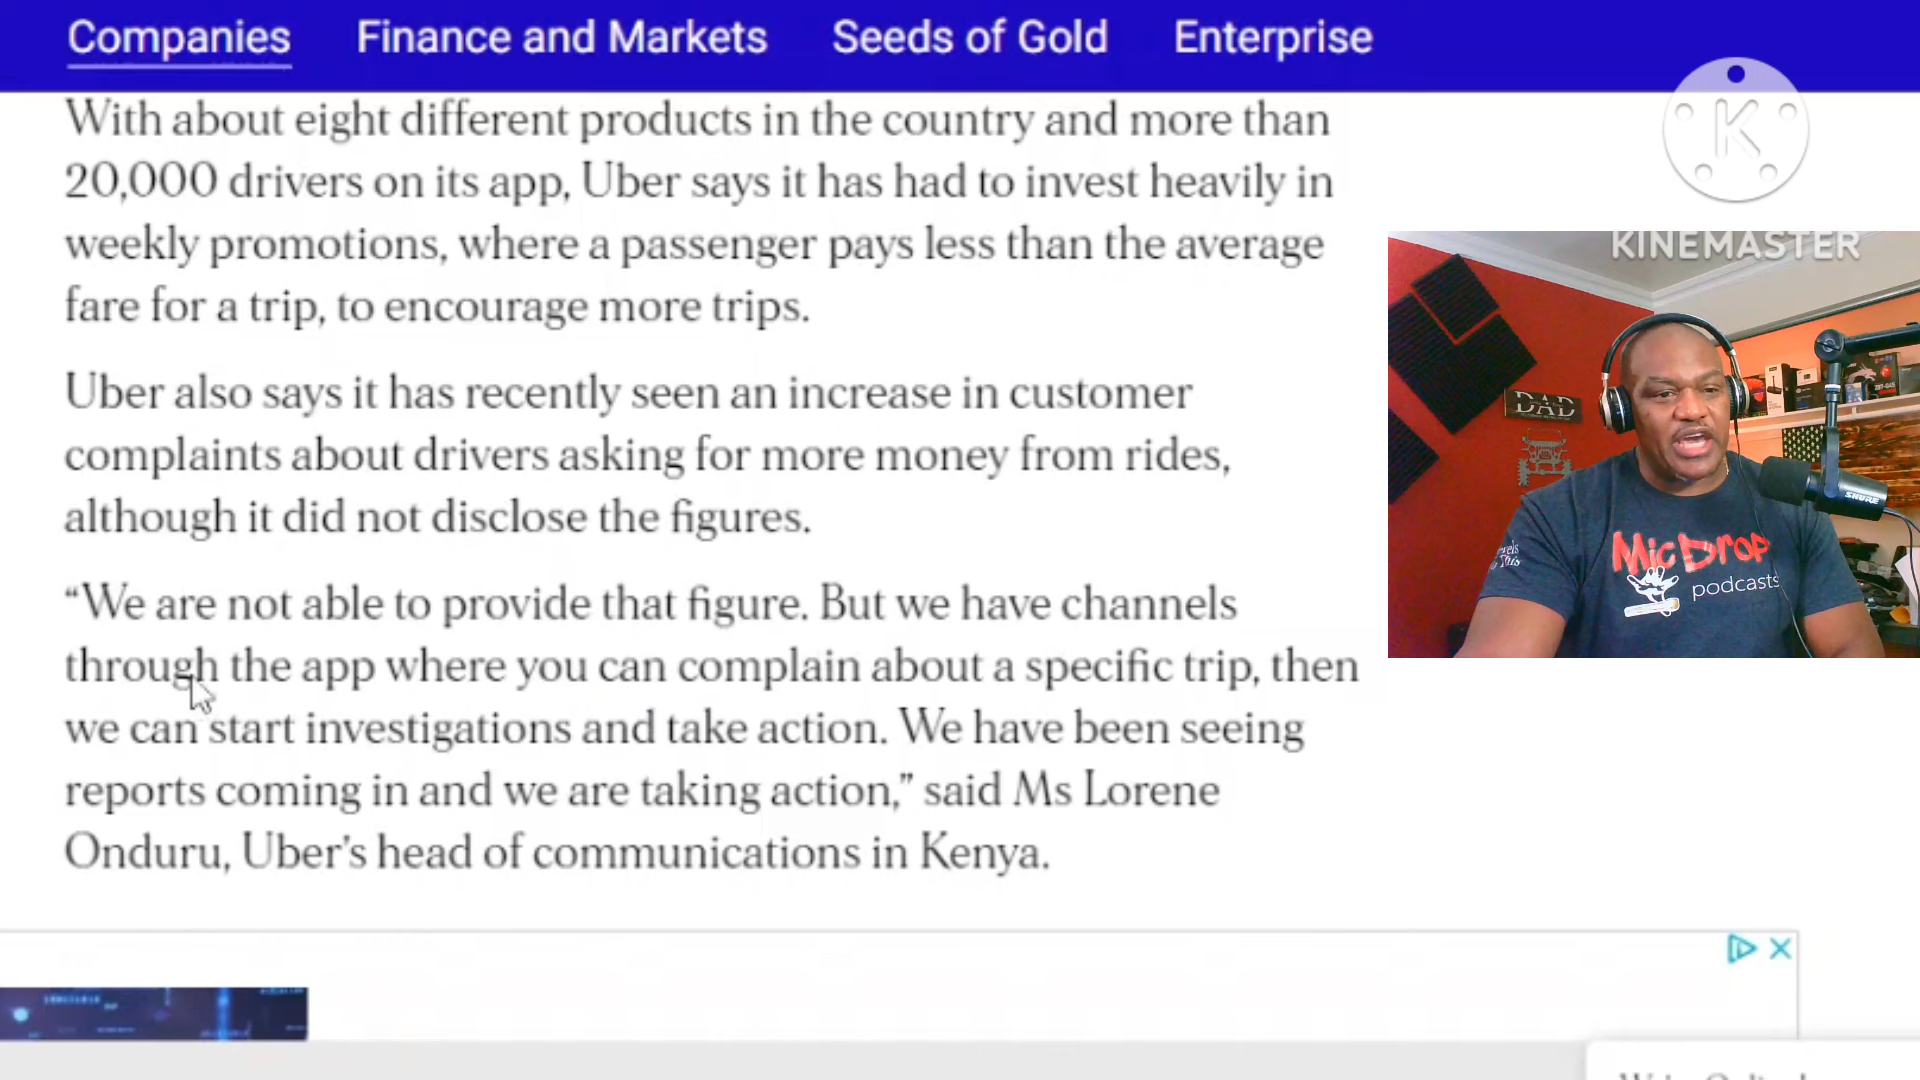 Companies Finance and Markets Seeds of Gold Enterprise
With about eight different products in the country and more than
20,000 drivers on its app, Uber says it has had to invest heavily in
weekly promotions, where a passenger pays less than the average
fare for a trip, to encourage more trips.
Uber also says it has recently seen an increase in customer
complaints about drivers asking for more money from rides,
although it did not disclose the figures.
“We are not able to provide that figure. But we have channels
through the app where you can complain about a specific trip, then
we can start investigations and take action. We have been seeing
reports coming in and we are taking action,” said Ms Lorene
Onduru, Uber’s head of communications in Kenya.
K
KINEMASTER
DAD
SHURE
MicDrop
podcasts
This